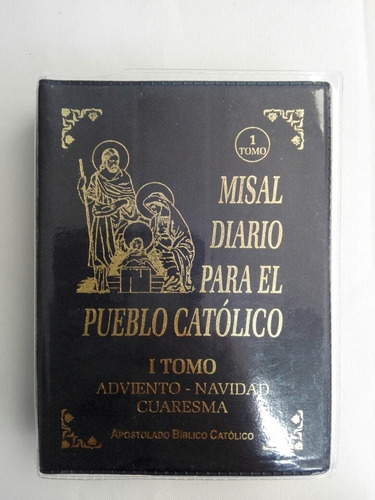 1
TOMO
MISAL
DIARIO
PARA EL
PUEBLO CATÓLICO
I TOMO
ADVIENTO - NAVIDAD
CUARESMA
APOSTOLADO BÍBLICO CATÓLICO